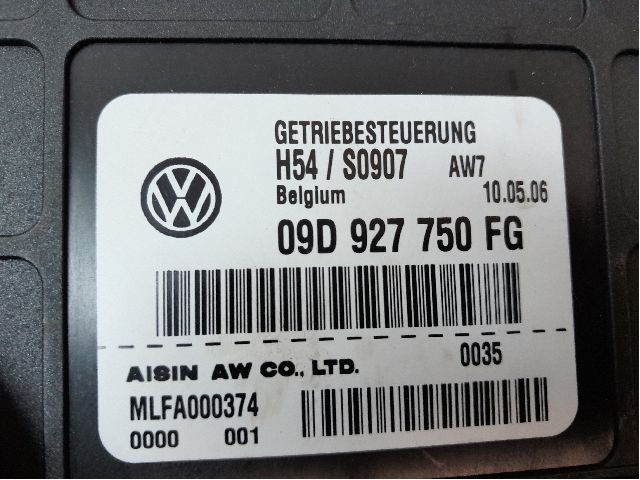 GETRIEBESTEUERUNG
H54 / S0907 AW7
Belgium 10.05.06
09D 927 750 FG
AISIN AW CO., LTD. 0035
MLFA000374
0000 001